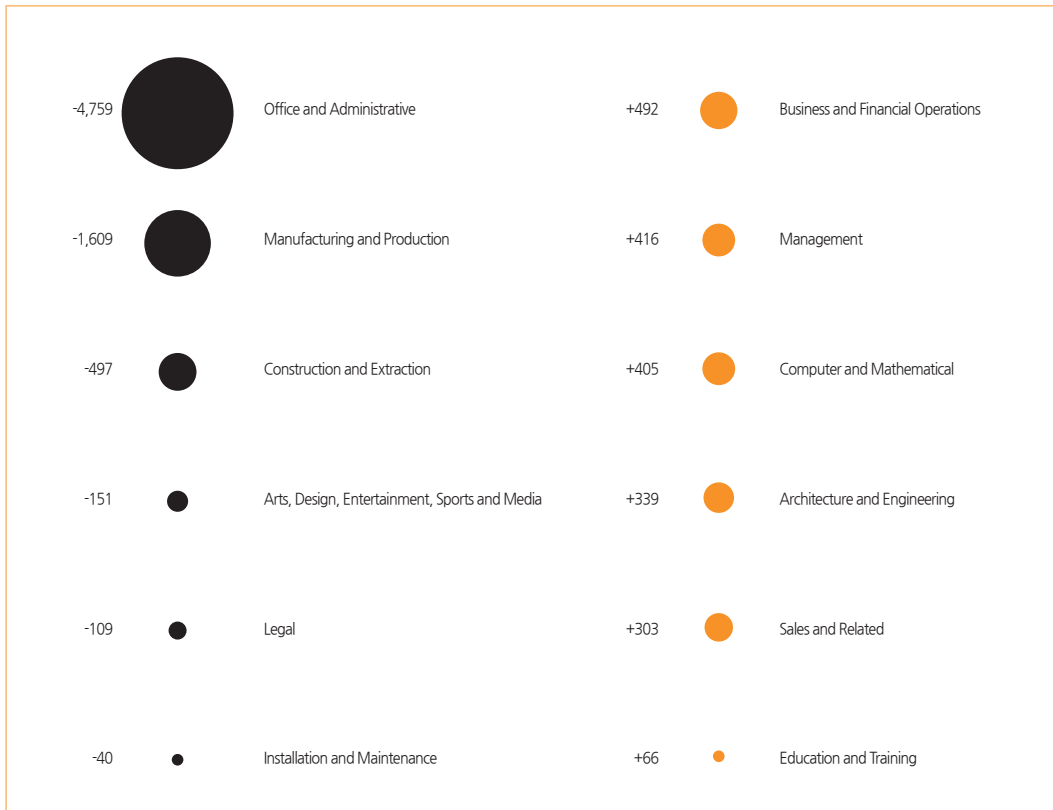 -4,759 Office and Administrative
+492 Business and Financial Operations
-1,609 Manufacturing and Production
+416 Management
-497 Construction and Extraction
+405 Computer and Mathematical
-151 Arts, Design, Entertainment, Sports and Media
+339 Architecture and Engineering
-109 Legal
+303 Sales and Related
-40 Installation and Maintenance
+66 Education and Training